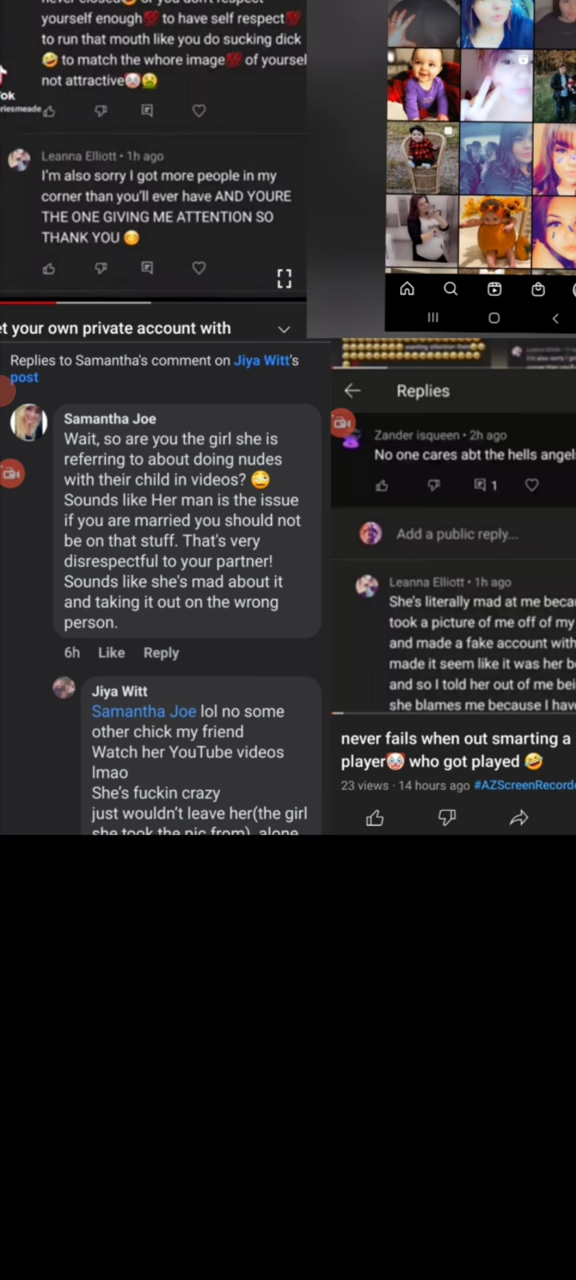 yourself enough💯 to have self respect💯
to run that mouth like you do sucking dick
🤣 to match the whore image💯 of yoursel
not attractive🤡🤮
ok
riesmeade
Leanna Elliott • 1h ago
I'm also sorry I got more people in my
corner than you'll ever have AND YOURE
THE ONE GIVING ME ATTENTION SO
THANK YOU 😊
et your own private account with
Replies to Samantha's comment on Jiya Witt's
post
Samantha Joe
Wait, so are you the girl she is
referring to about doing nudes
with their child in videos? 😳
Sounds like Her man is the issue
if you are married you should not
be on that stuff. That's very
disrespectful to your partner!
Sounds like she's mad about it
and taking it out on the wrong
person.
6h Like Reply
Jiya Witt
Samantha Joe lol no some
other chick my friend
Watch her YouTube videos
lmao
She's fuckin crazy
just wouldn't leave her(the girl
she took the pic from) alone
Replies
Zander isqueen • 2h ago
No one cares abt the hells angels
1
Add a public reply...
Leanna Elliott • 1h ago
She's literally mad at me beca
took a picture of me off of my
and made a fake account with
made it seem like it was her b
and so I told her out of me bei
she blames me because I have
never fails when out smarting a
player🤡 who got played 🤣
23 views · 14 hours ago #AZScreenRecorde